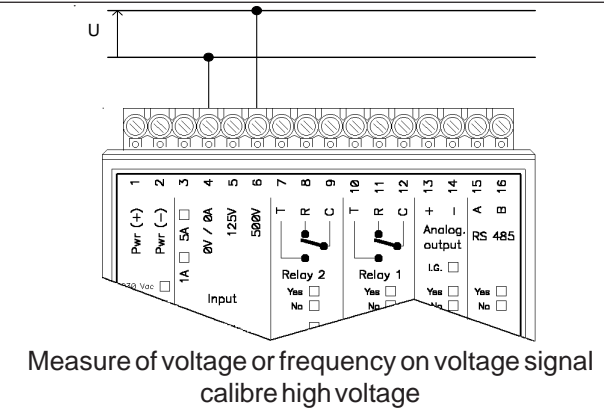 U
1 2 3 4 5 6 7 8 9 10 11 12 13 14 15 16
Pwr (+) Pwr (-) 1A 5A 0V / 0A 125V 500V T R C T R C + - A B
Analog.
output
RS 485
I.G.
Relay 2 Relay 1
Input
Yes Yes Yes Yes
No No No No
Vac
Measure of voltage or frequency on voltage signal
calibre high voltage